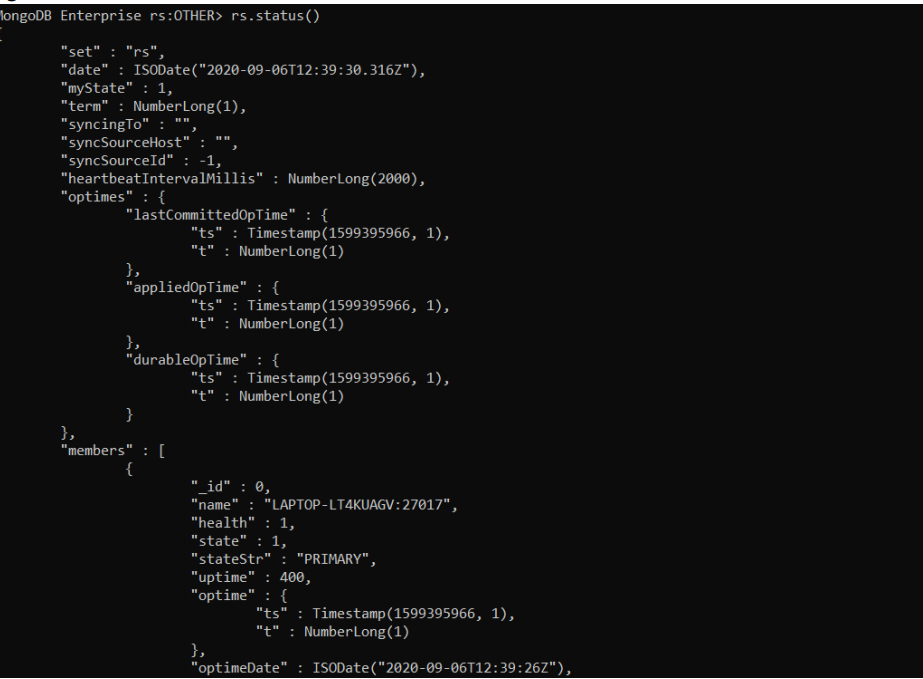 MongoDB Enterprise rs:OTHER> rs.status()
{
        "set" : "rs",
        "date" : ISODate("2020-09-06T12:39:30.316Z"),
        "myState" : 1,
        "term" : NumberLong(1),
        "syncingTo" : "",
        "syncSourceHost" : "",
        "syncSourceId" : -1,
        "heartbeatIntervalMillis" : NumberLong(2000),
        "optimes" : {
                "lastCommittedOpTime" : {
                        "ts" : Timestamp(1599395966, 1),
                        "t" : NumberLong(1)
                },
                "appliedOpTime" : {
                        "ts" : Timestamp(1599395966, 1),
                        "t" : NumberLong(1)
                },
                "durableOpTime" : {
                        "ts" : Timestamp(1599395966, 1),
                        "t" : NumberLong(1)
                }
        },
        "members" : [
                {
                        "_id" : 0,
                        "name" : "LAPTOP-LT4KUAGV:27017",
                        "health" : 1,
                        "state" : 1,
                        "stateStr" : "PRIMARY",
                        "uptime" : 400,
                        "optime" : {
                                "ts" : Timestamp(1599395966, 1),
                                "t" : NumberLong(1)
                        },
                        "optimeDate" : ISODate("2020-09-06T12:39:26Z"),